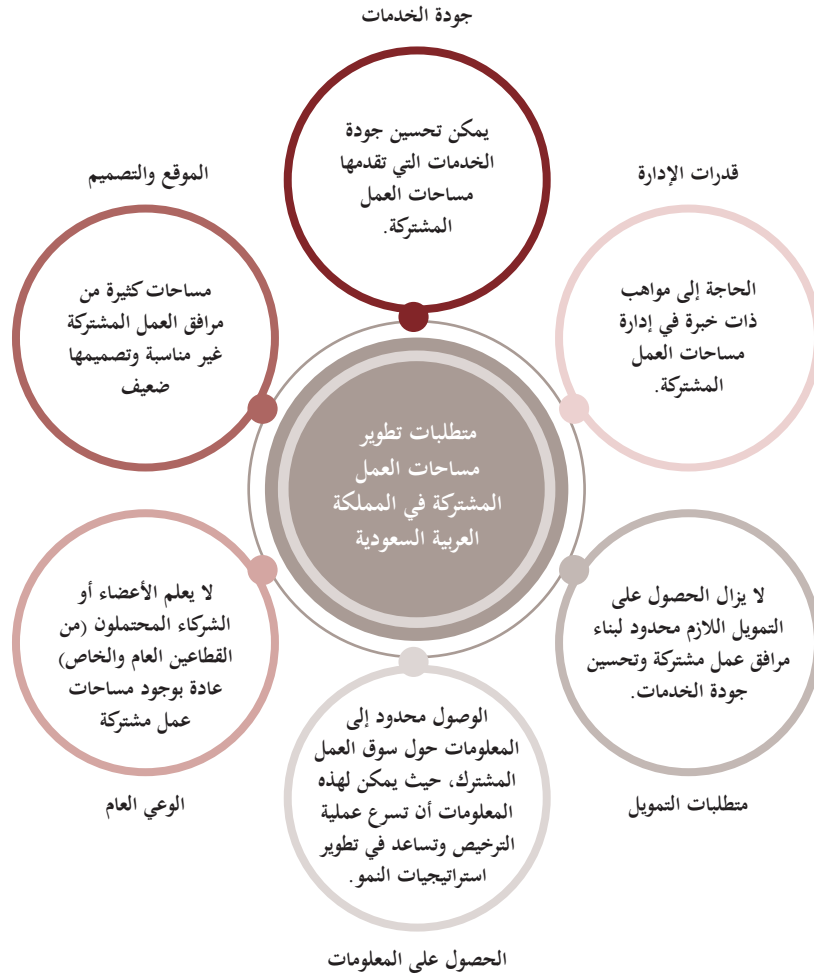 جودة الخدمات
يمكن تحسين جودة
الخدمات التي تقدمها
مساحات العمل
المشتركة.
قدرات الإدارة
الحاجة إلى مواهب
ذات خبرة في إدارة
مساحات العمل
المشتركة.
الموقع والتصميم
مساحات كثيرة من
مرافق العمل المشتركة
غير مناسبة وتصميمها
ضعيف
متطلبات تطوير
مساحات العمل
المشتركة في المملكة
العربية السعودية
لا يزال الحصول على
التمويل اللازم محدود لبناء
مرافق عمل مشتركة وتحسين
جودة الخدمات.
متطلبات التمويل
لا يعلم الأعضاء أو
الشركاء المحتملون (من
القطاعين العام والخاص)
عادة بوجود مساحات
عمل مشتركة
الوعي العام
الوصول محدود إلى
المعلومات حول سوق العمل
المشترك، حيث يمكن لهذه
المعلومات أن تسرع عملية
الترخيص وتساعد في تطوير
استراتيجيات النمو.
الحصول على المعلومات